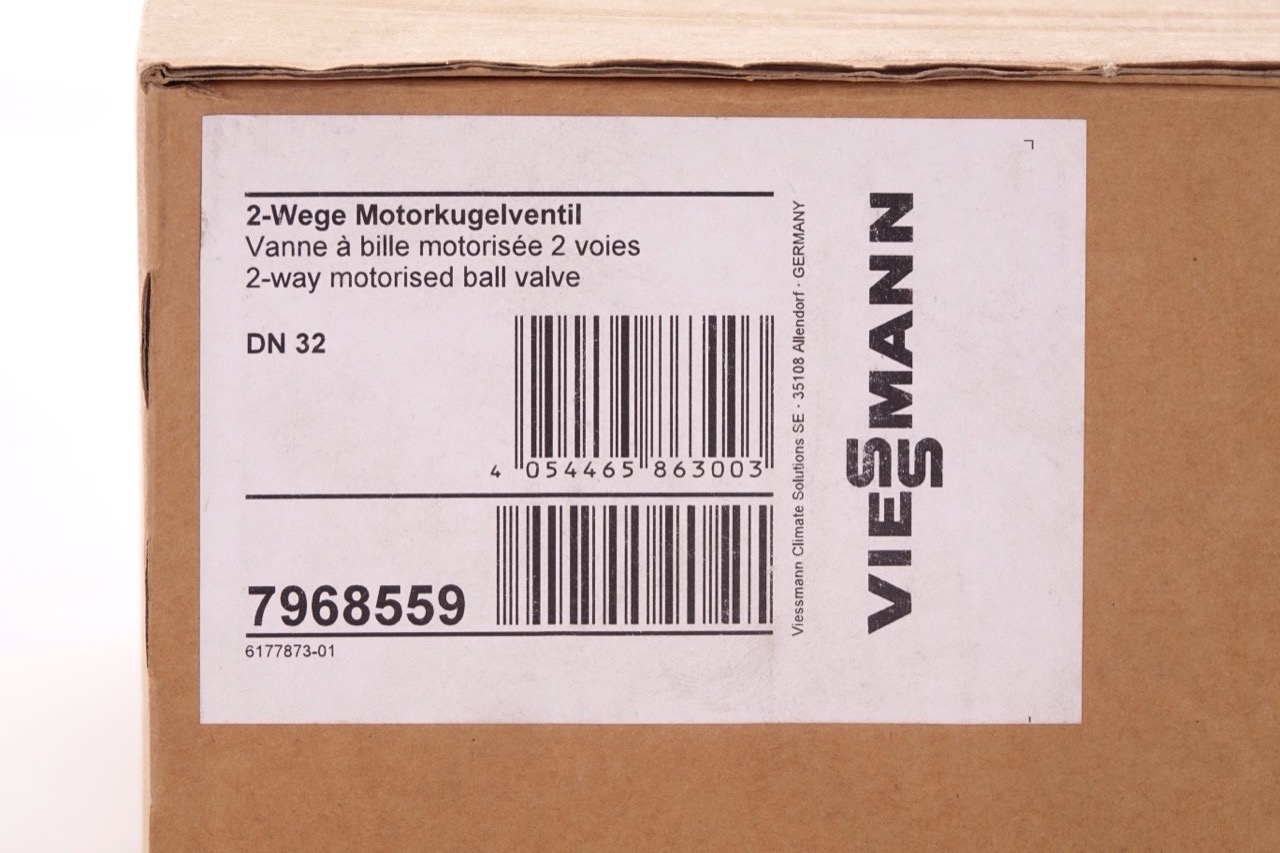 2-Wege Motorkugelventil
Vanne à bille motorisée 2 voies
2-way motorised ball valve
DN 32
4 054465 863003
7968559
6177873-01
Viessmann Climate Solutions SE · 35108 Allendorf · GERMANY
VIESSMANN